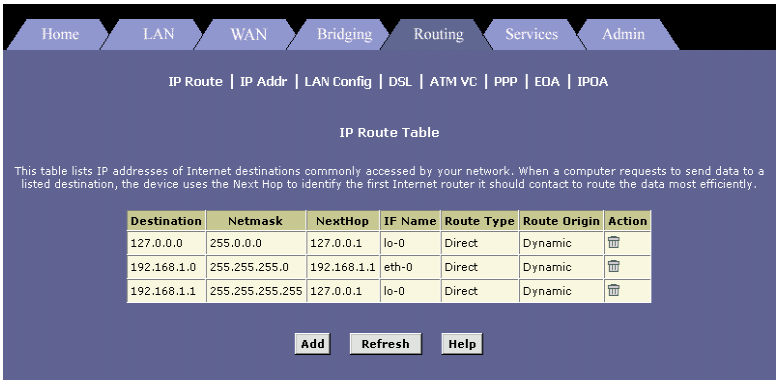 Home LAN WAN Bridging Routing Services Admin
IP Route | IP Addr | LAN Config | DSL | ATM VC | PPP | EOA | IPOA
IP Route Table
This table lists IP addresses of Internet destinations commonly accessed by your network. When a computer requests to send data to a
listed destination, the device uses the Next Hop to identify the first Internet router it should contact to route the data most efficiently.
Destination Netmask NextHop IF Name Route Type Route Origin Action
127.0.0.0 255.0.0.0 127.0.0.1 lo-0 Direct Dynamic
192.168.1.0 255.255.255.0 192.168.1.1 eth-0 Direct Dynamic
192.168.1.1 255.255.255.255 127.0.0.1 lo-0 Direct Dynamic
Add Refresh Help